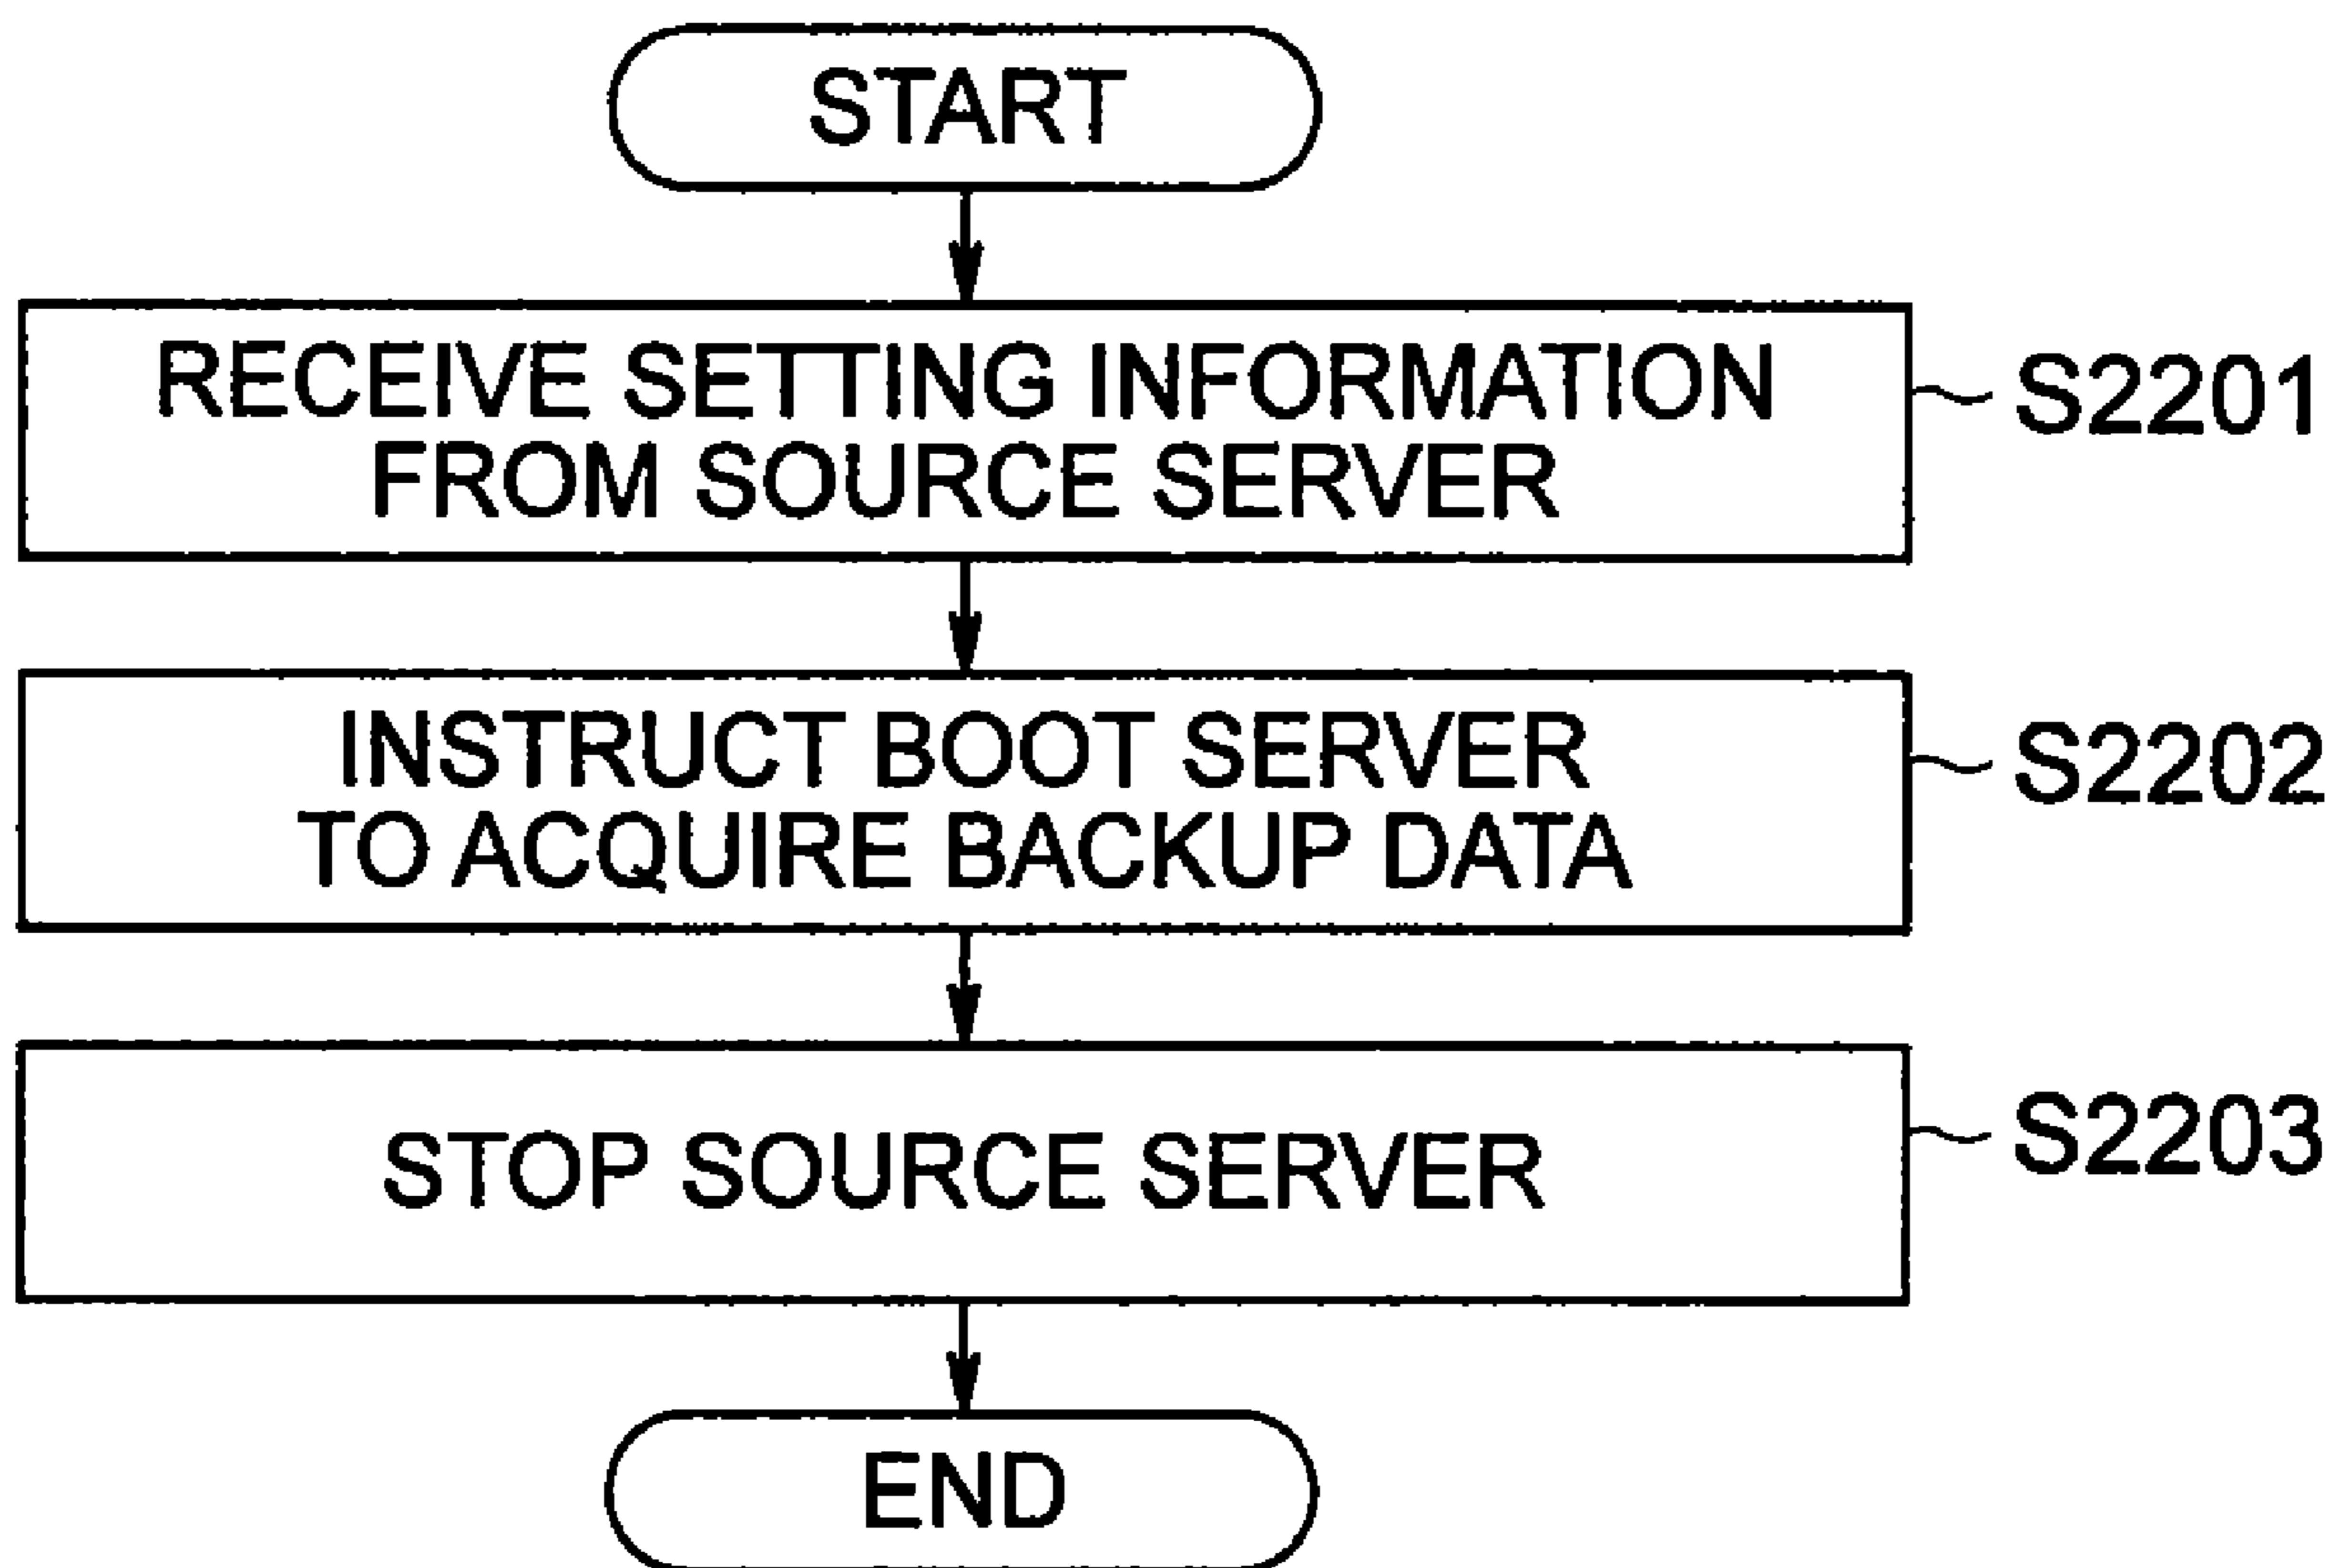 START
RECEIVE SETTING INFORMATION
FROM SOURCE SERVER
S2201
INSTRUCT BOOT SERVER
TO ACQUIRE BACKUP DATA
S2202
STOP SOURCE SERVER
S2203
END